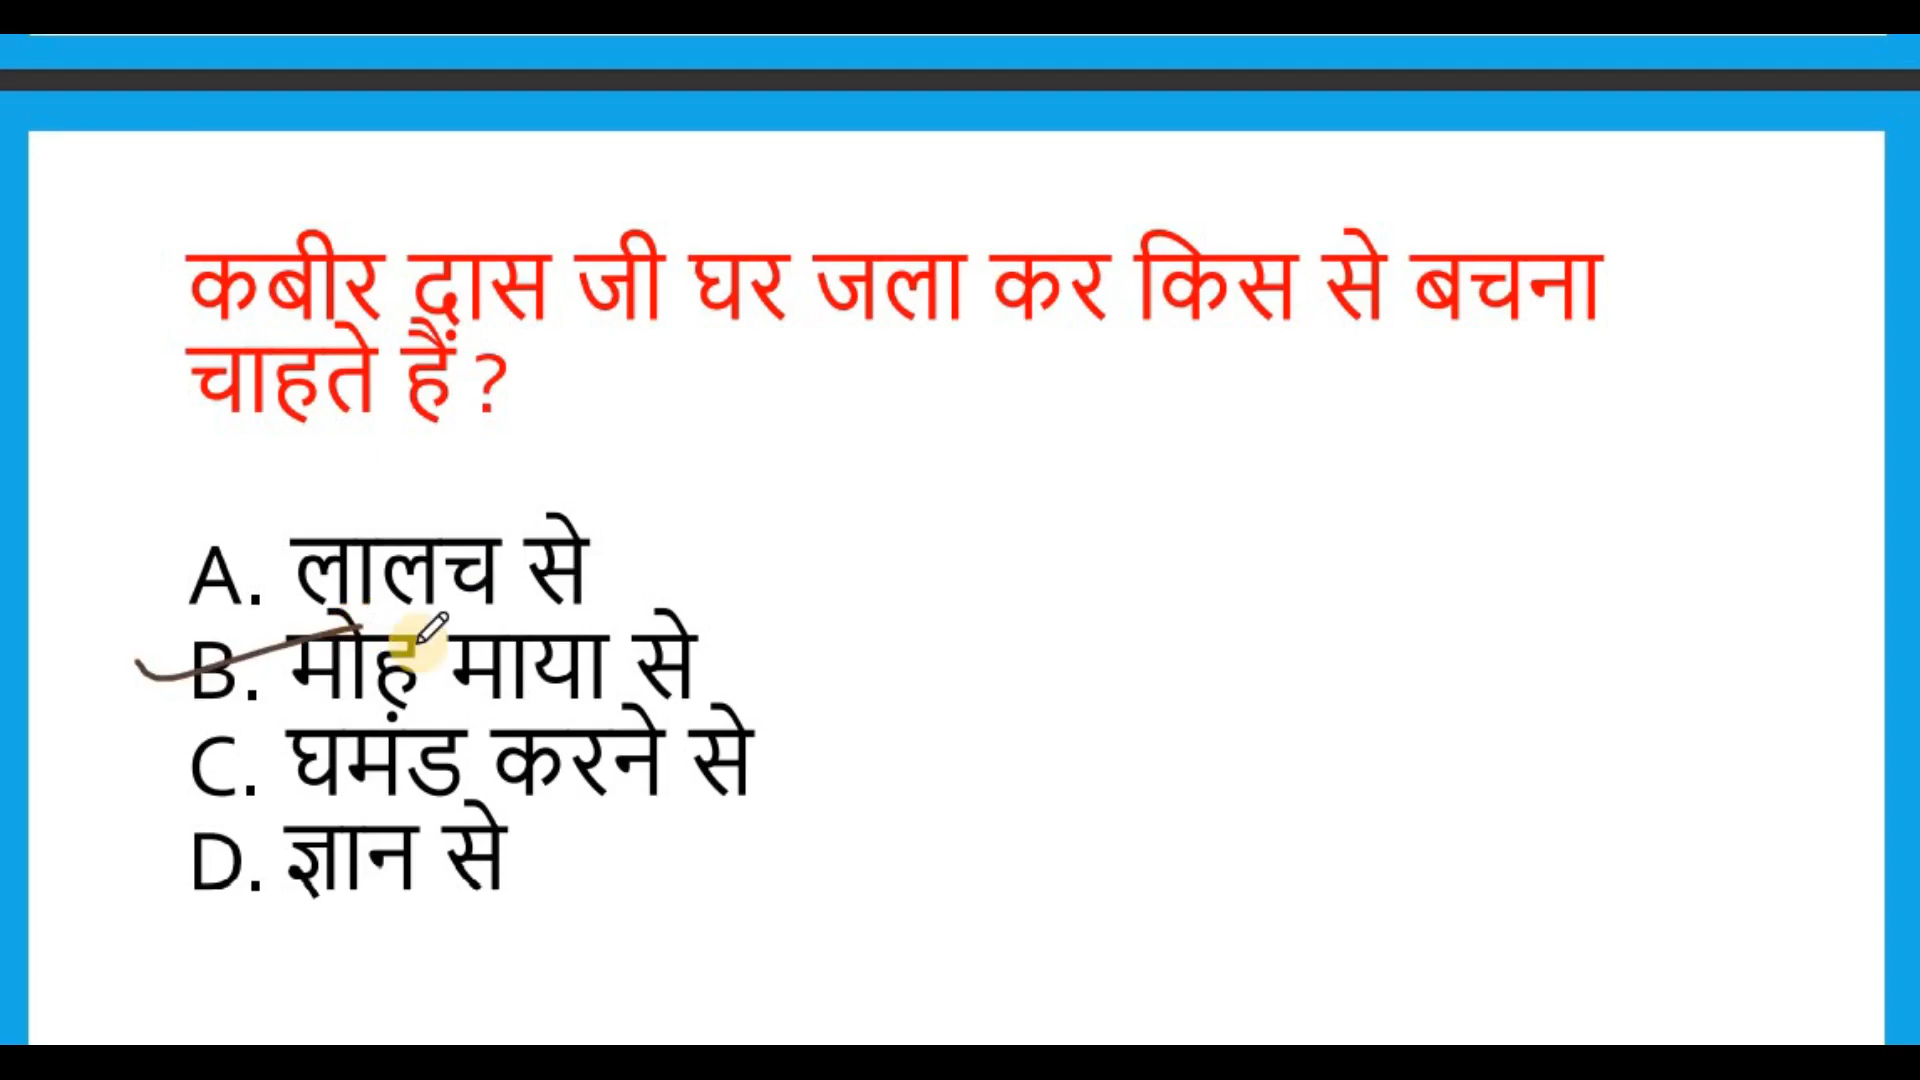 कबीर दास जी घर जला कर किस से बचना
चाहते हैं ?
A. लालच से
B. मोह माया से
C. घमंड करने से
D. ज्ञान से